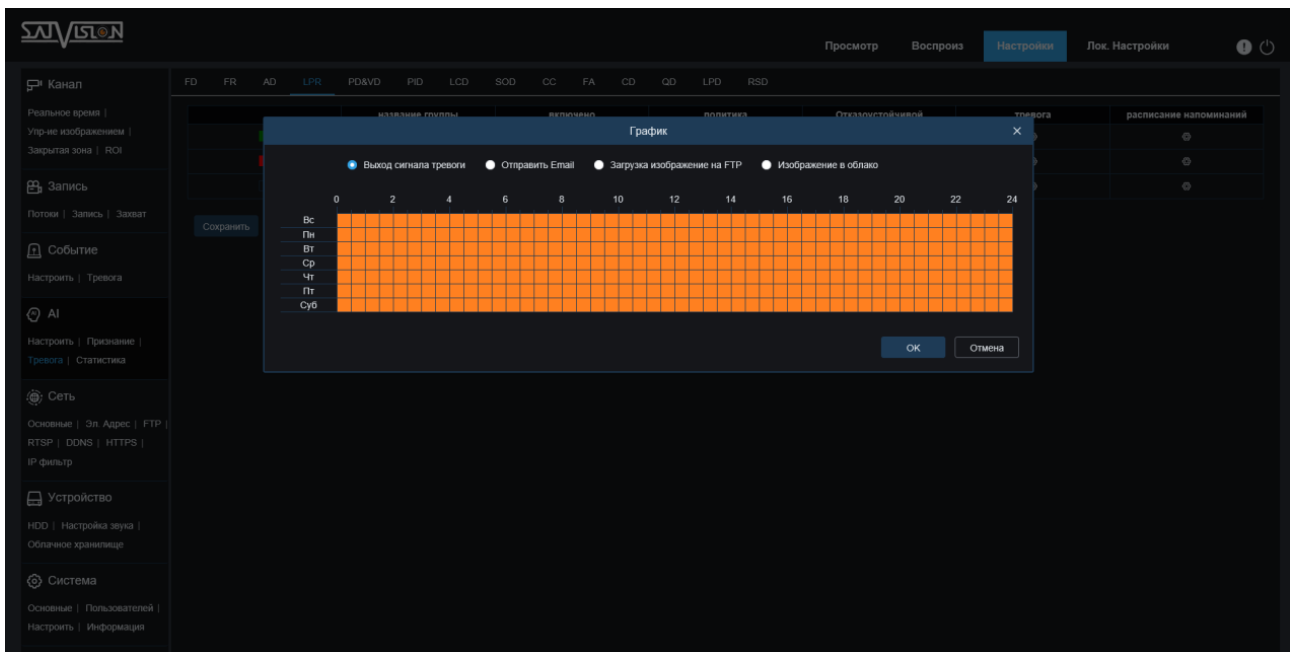 SATVISION
Просмотр Воспроиз Настройки Лок. Настройки
Канал
Реальное время |
Упр-ие изображением |
Закрытая зона | ROI
Запись
Потоки | Запись | Захват
Событие
Настроить | Тревога
AI
Настроить | Признание |
Тревога | Статистика
Сеть
Основные | Эл. Адрес | FTP |
RTSP | DDNS | HTTPS |
IP фильтр
Устройство
HDD | Настройка звука |
Облачное хранилище
Система
Основные | Пользователей |
Настроить | Информация
FD FR AD LPR PD&VD PID LCD SOD CC FA CD QD LPD RSD
название группы включено политика Отказоустойчивой тревога расписание напоминаний
Сохранить
График
Выход сигнала тревоги Отправить Email Загрузка изображение на FTP Изображение в облако
0 2 4 6 8 10 12 14 16 18 20 22 24
Вс
Пн
Вт
Ср
Чт
Пт
Суб
OK Отмена